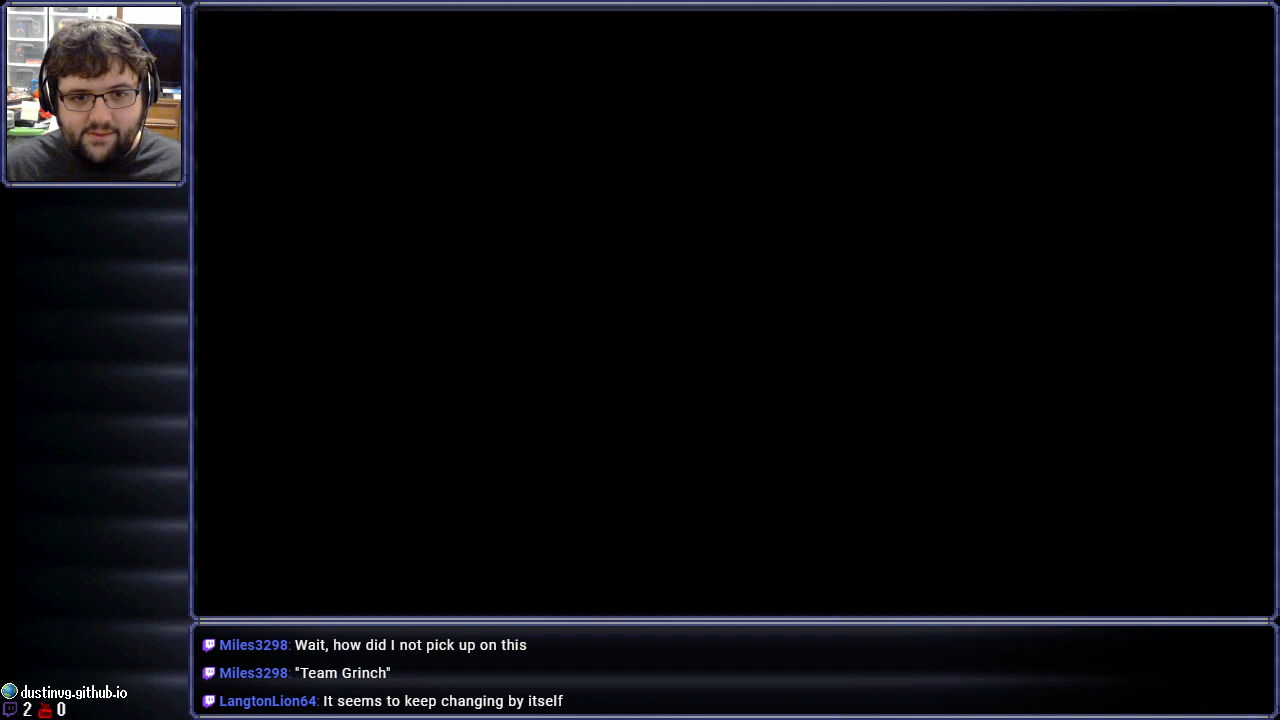 Miles3298: Wait, how did I not pick up on this
Miles3298: "Team Grinch"
LangtonLion64: It seems to keep changing by itself
dustinvg.github.io
2 0